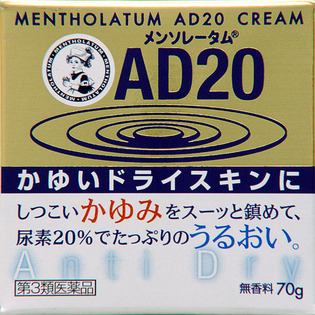 MENTHOLATUM AD20 CREAM
メンソレータム®
AD20
MENTHOLATUM
かゆいドライスキンに
しつこいかゆみをスーッと鎮めて、
尿素20%でたっぷりのうるおい。
Anti Dry
第3類医薬品
無香料 70g